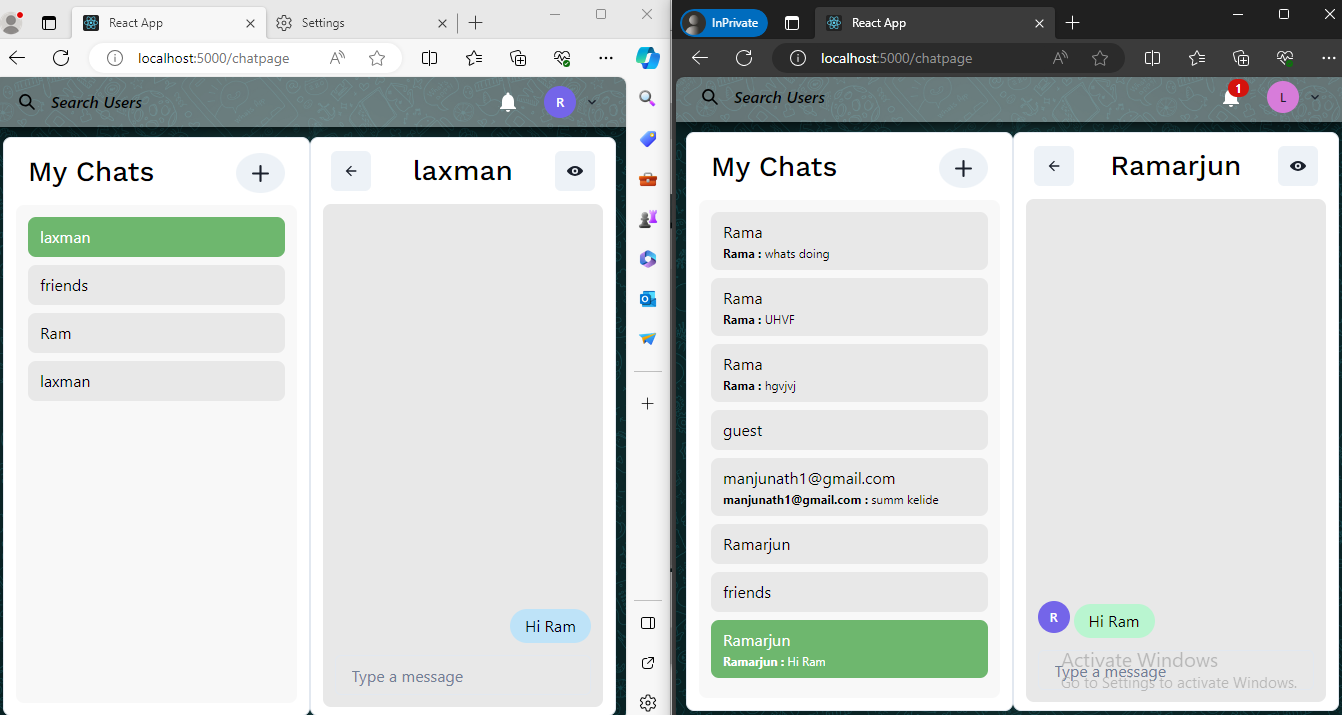 React App
Settings
localhost:5000/chatpage
Search Users
R
My Chats
laxman
friends
Ram
laxman
laxman
Hi Ram
Type a message
InPrivate
React App
localhost:5000/chatpage
Search Users
1
L
My Chats
Rama
Rama : whats doing
Rama
Rama : UHVF
Rama
Rama : hgvjvj
guest
manjunath1@gmail.com
manjunath1@gmail.com : summ kelide
Ramarjun
friends
Ramarjun
Ramarjun : Hi Ram
Ramarjun
R
Hi Ram
Activate Windows
Type a message
Go to Settings to activate Windows.